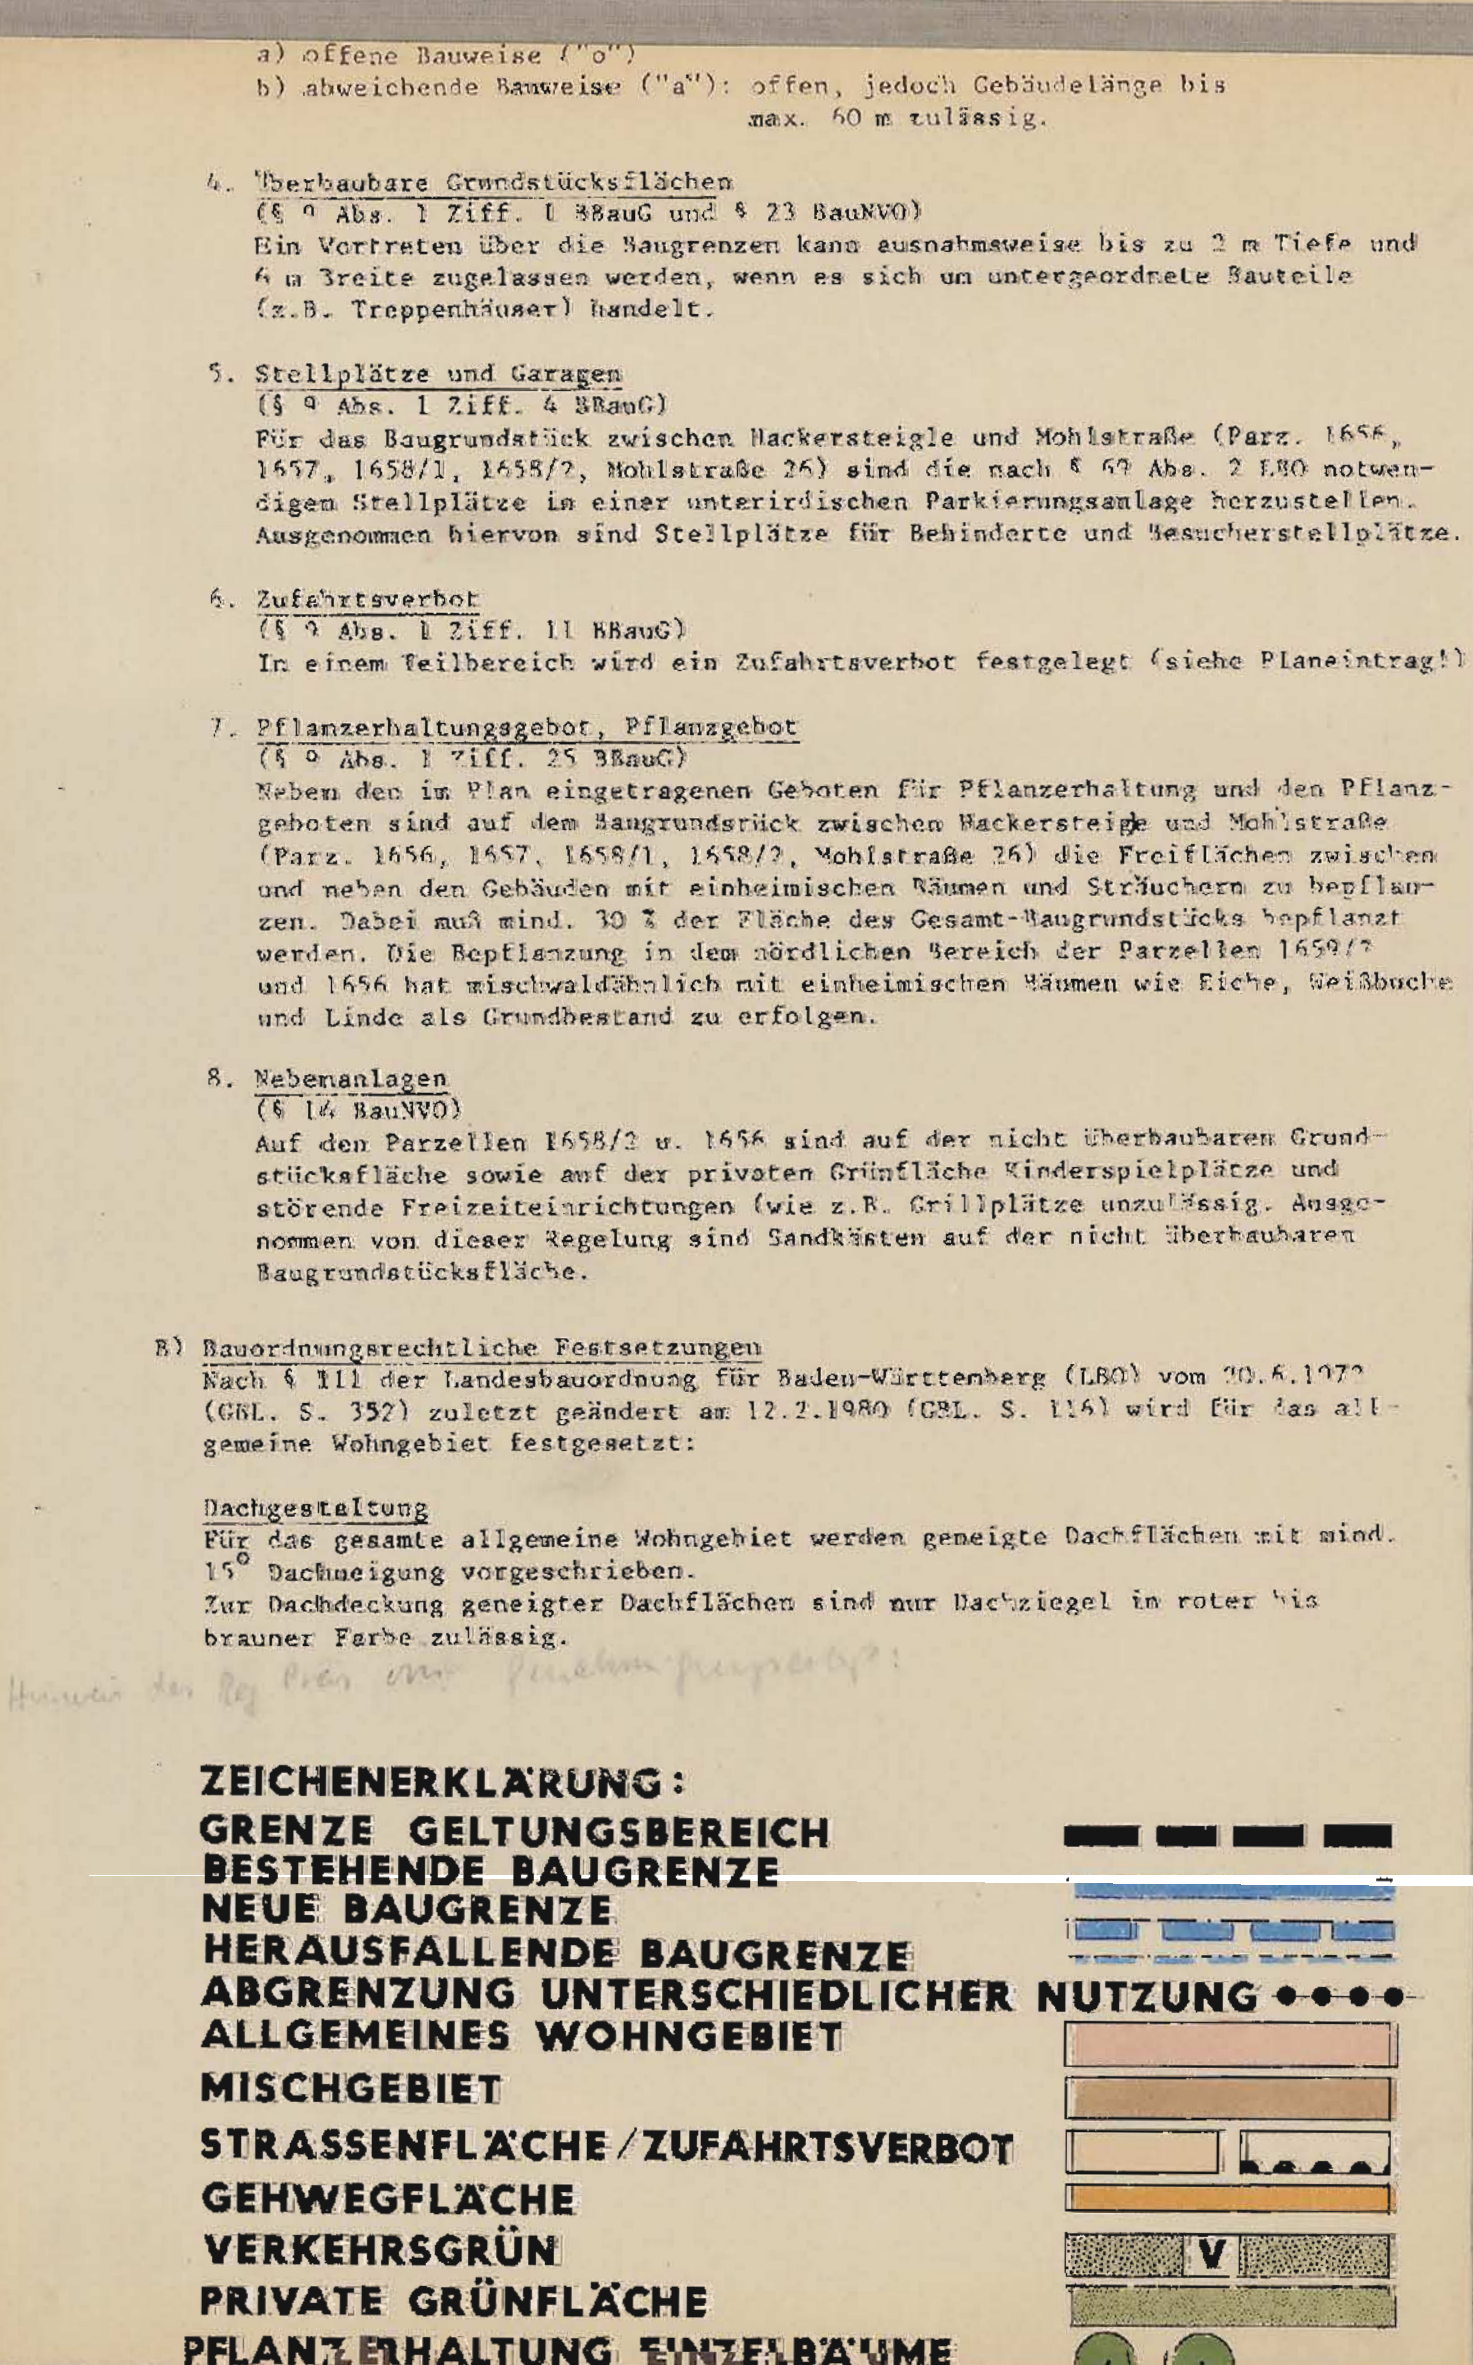 a) offene Bauweise ("o")
b) abweichende Bauweise ("a"): offen, jedoch Gebäudelänge bis
max. 60 m zulässig.
4. Überbaubare Grundstücksflächen
(§ 9 Abs. 1 Ziff. 1 BBauG und § 23 BauNVO)
Ein Vortreten über die Baugrenzen kann ausnahmsweise bis zu 2 m Tiefe und
6 m Breite zugelassen werden, wenn es sich um untergeordnete Bauteile
(z.B. Treppenhäuser) handelt.
5. Stellplätze und Garagen
(§ 9 Abs. 1 Ziff. 4 BBauG)
Für das Baugrundstück zwischen Hackersteigle und Mohlstraße (Parz. 1656,
1657, 1658/1, 1658/2, Mohlstraße 26) sind die nach § 69 Abs. 2 LBO notwen-
digen Stellplätze in einer unterirdischen Parkierungsanlage herzustellen.
Ausgenommen hiervon sind Stellplätze für Behinderte und Besucherstellplätze.
6. Zufahrtsverbot
(§ 9 Abs. 1 Ziff. 11 BBauG)
In einem Teilbereich wird ein Zufahrtsverbot festgelegt (siehe Planeintrag!)
7. Pflanzerhaltungsgebot, Pflanzgebot
(§ 9 Abs. 1 Ziff. 25 BBauG)
Neben den im Plan eingetragenen Geboten für Pflanzerhaltung und den Pflanz-
geboten sind auf dem Baugrundstück zwischen Hackersteige und Mohlstraße
(Parz. 1656, 1657, 1658/1, 1658/2, Mohlstraße 26) die Freiflächen zwischen
und neben den Gebäuden mit einheimischen Bäumen und Sträuchern zu bepflan-
zen. Dabei muß mind. 30 % der Fläche des Gesamt-Baugrundstücks bepflanzt
werden. Die Bepflanzung in dem nördlichen Bereich der Parzellen 1659/2
und 1656 hat mischwaldähnlich mit einheimischen Bäumen wie Eiche, Weißbuche
und Linde als Grundbestand zu erfolgen.
8. Nebenanlagen
(§ 14 BauNVO)
Auf den Parzellen 1658/2 u. 1656 sind auf der nicht überbaubaren Grund-
stücksfläche sowie auf der privaten Grünfläche Kinderspielplätze und
störende Freizeiteinrichtungen (wie z.B. Grillplätze unzulässig. Ausge-
nommen von dieser Regelung sind Sandkästen auf der nicht überbaubaren
Baugrundstücksfläche.
B) Bauordnungsrechtliche Festsetzungen
Nach § 111 der Landesbauordnung für Baden-Württemberg (LBO) vom 20.6.1972
(GBL. S. 352) zuletzt geändert am 12.2.1980 (GBL. S. 116) wird für das all-
gemeine Wohngebiet festgesetzt:
Dachgestaltung
Für das gesamte allgemeine Wohngebiet werden geneigte Dachflächen mit mind.
15° Dachneigung vorgeschrieben.
Zur Dachdeckung geneigter Dachflächen sind nur Dachziegel in roter bis
brauner Farbe zulässig.
Hinweis des Reg
ZEICHENERKLÄRUNG:
GRENZE GELTUNGSBEREICH
BESTEHENDE BAUGRENZE
NEUE BAUGRENZE
HERAUSFALLENDE BAUGRENZE
ABGRENZUNG UNTERSCHIEDLICHER NUTZUNG
ALLGEMEINES WOHNGEBIET
MISCHGEBIET
STRASSENFLÄCHE/ZUFAHRTSVERBOT
GEHWEGFLÄCHE
VERKEHRSGRÜN V
PRIVATE GRÜNFLÄCHE
PFLANZERHALTUNG EINZELBÄUME